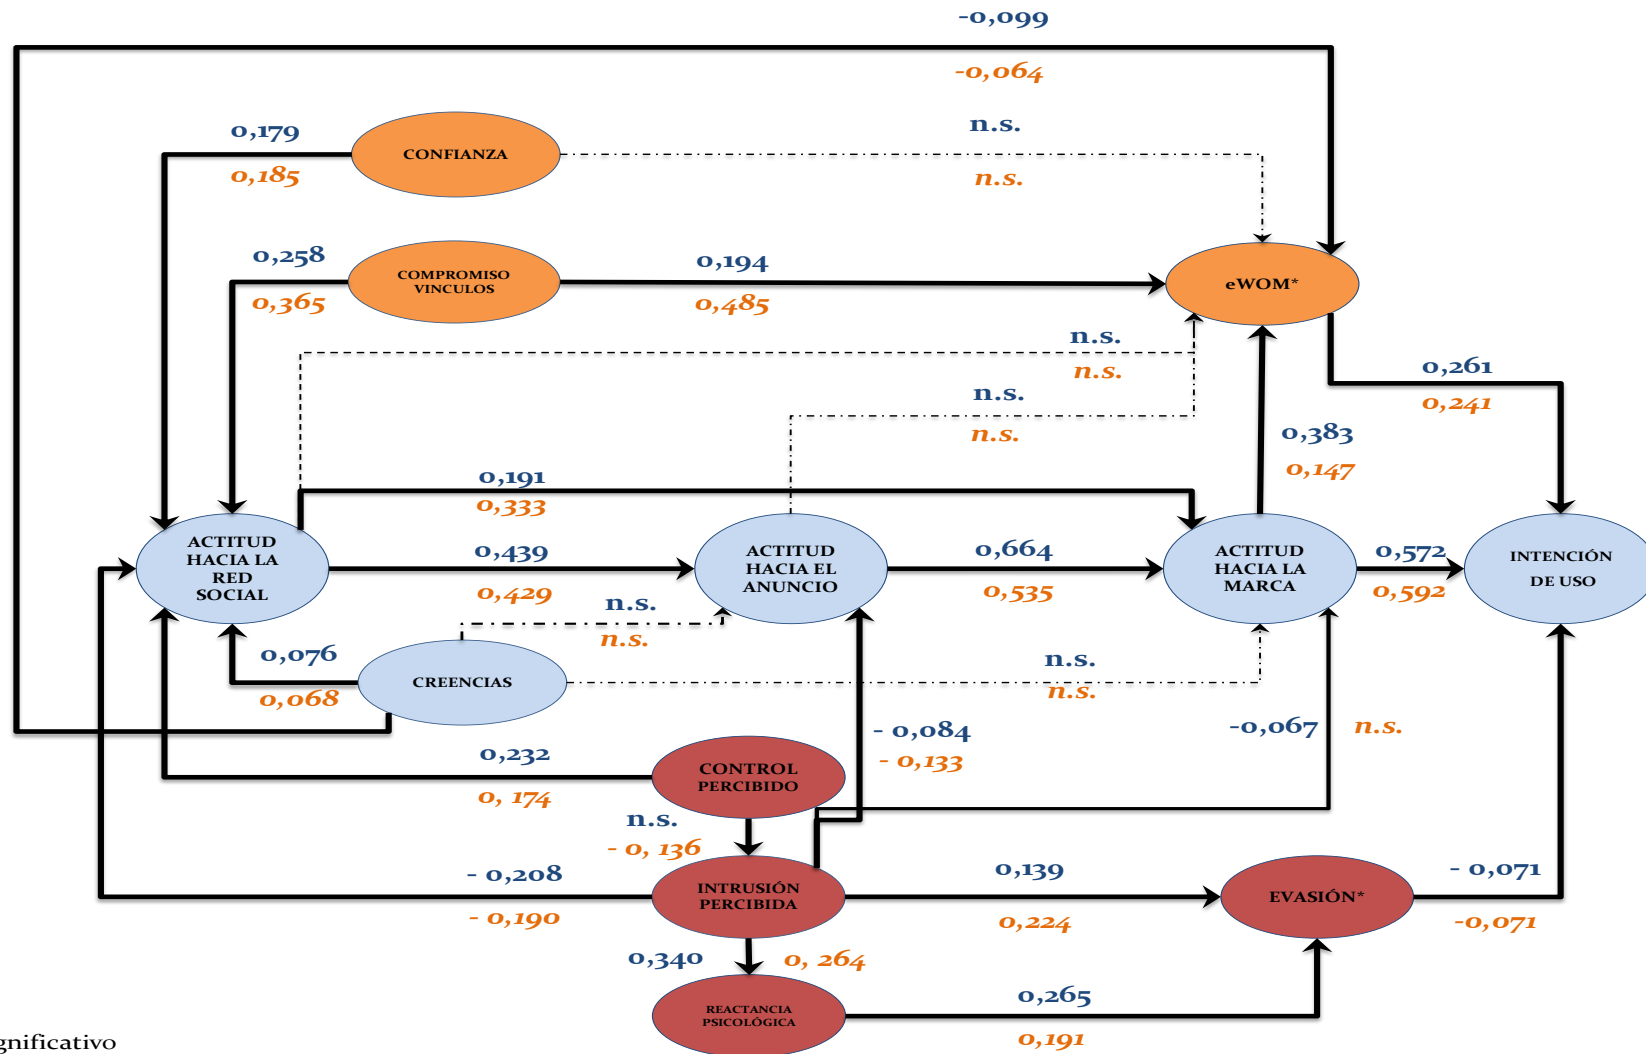 -0,099
-0,064
0,179
CONFIANZA
n.s.
0,185
n.s.
0,258
COMPROMISO
VINCULOS
0,194
eWOM*
0,365
0,485
n.s.
n.s.
0,261
n.s.
0,241
n.s.
0,383
0,147
0,191
0,333
ACTITUD
HACIA LA
RED
SOCIAL
0,439
0,429
ACTITUD
HACIA EL
ANUNCIO
0,664
0,535
ACTITUD
HACIA LA
MARCA
0,572
0,592
INTENCIÓN
DE USO
n.s.
n.s.
0,076
0,068
CREENCIAS
n.s.
n.s.
- 0,084
- 0,133
-0,067
n.s.
0,232
0, 174
CONTROL
PERCIBIDO
n.s.
- 0, 136
- 0,208
- 0,190
INTRUSIÓN
PERCIBIDA
0,139
0,224
EVASIÓN*
- 0,071
-0,071
0,340
0, 264
REACTANCIA
PSICOLÓGICA
0,265
0,191
gnificativo